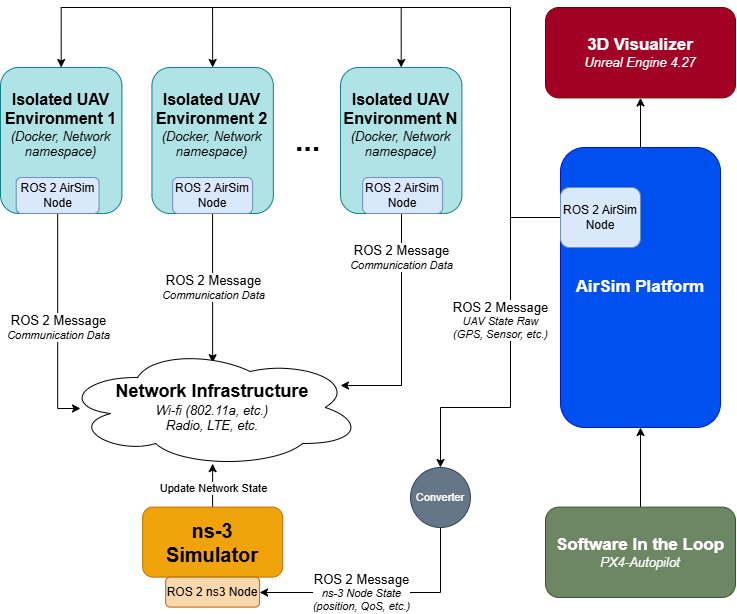 3D Visualizer
Unreal Engine 4.27
Isolated UAV
Environment 1
(Docker, Network
namespace)
ROS 2 AirSim
Node
Isolated UAV
Environment 2
(Docker, Network
namespace)
ROS 2 AirSim
Node
...
Isolated UAV
Environment N
(Docker, Network
namespace)
ROS 2 AirSim
Node
ROS 2 AirSim
Node
AirSim Platform
ROS 2 Message
Communication Data
ROS 2 Message
Communication Data
ROS 2 Message
Communication Data
ROS 2 Message
UAV State Raw
(GPS, Sensor, etc.)
Network Infrastructure
Wi-fi (802.11a, etc.)
Radio, LTE, etc.
Update Network State
Converter
ns-3
Simulator
ROS 2 ns3 Node
ROS 2 Message
ns-3 Node State
(position, QoS, etc.)
Software In the Loop
PX4-Autopilot